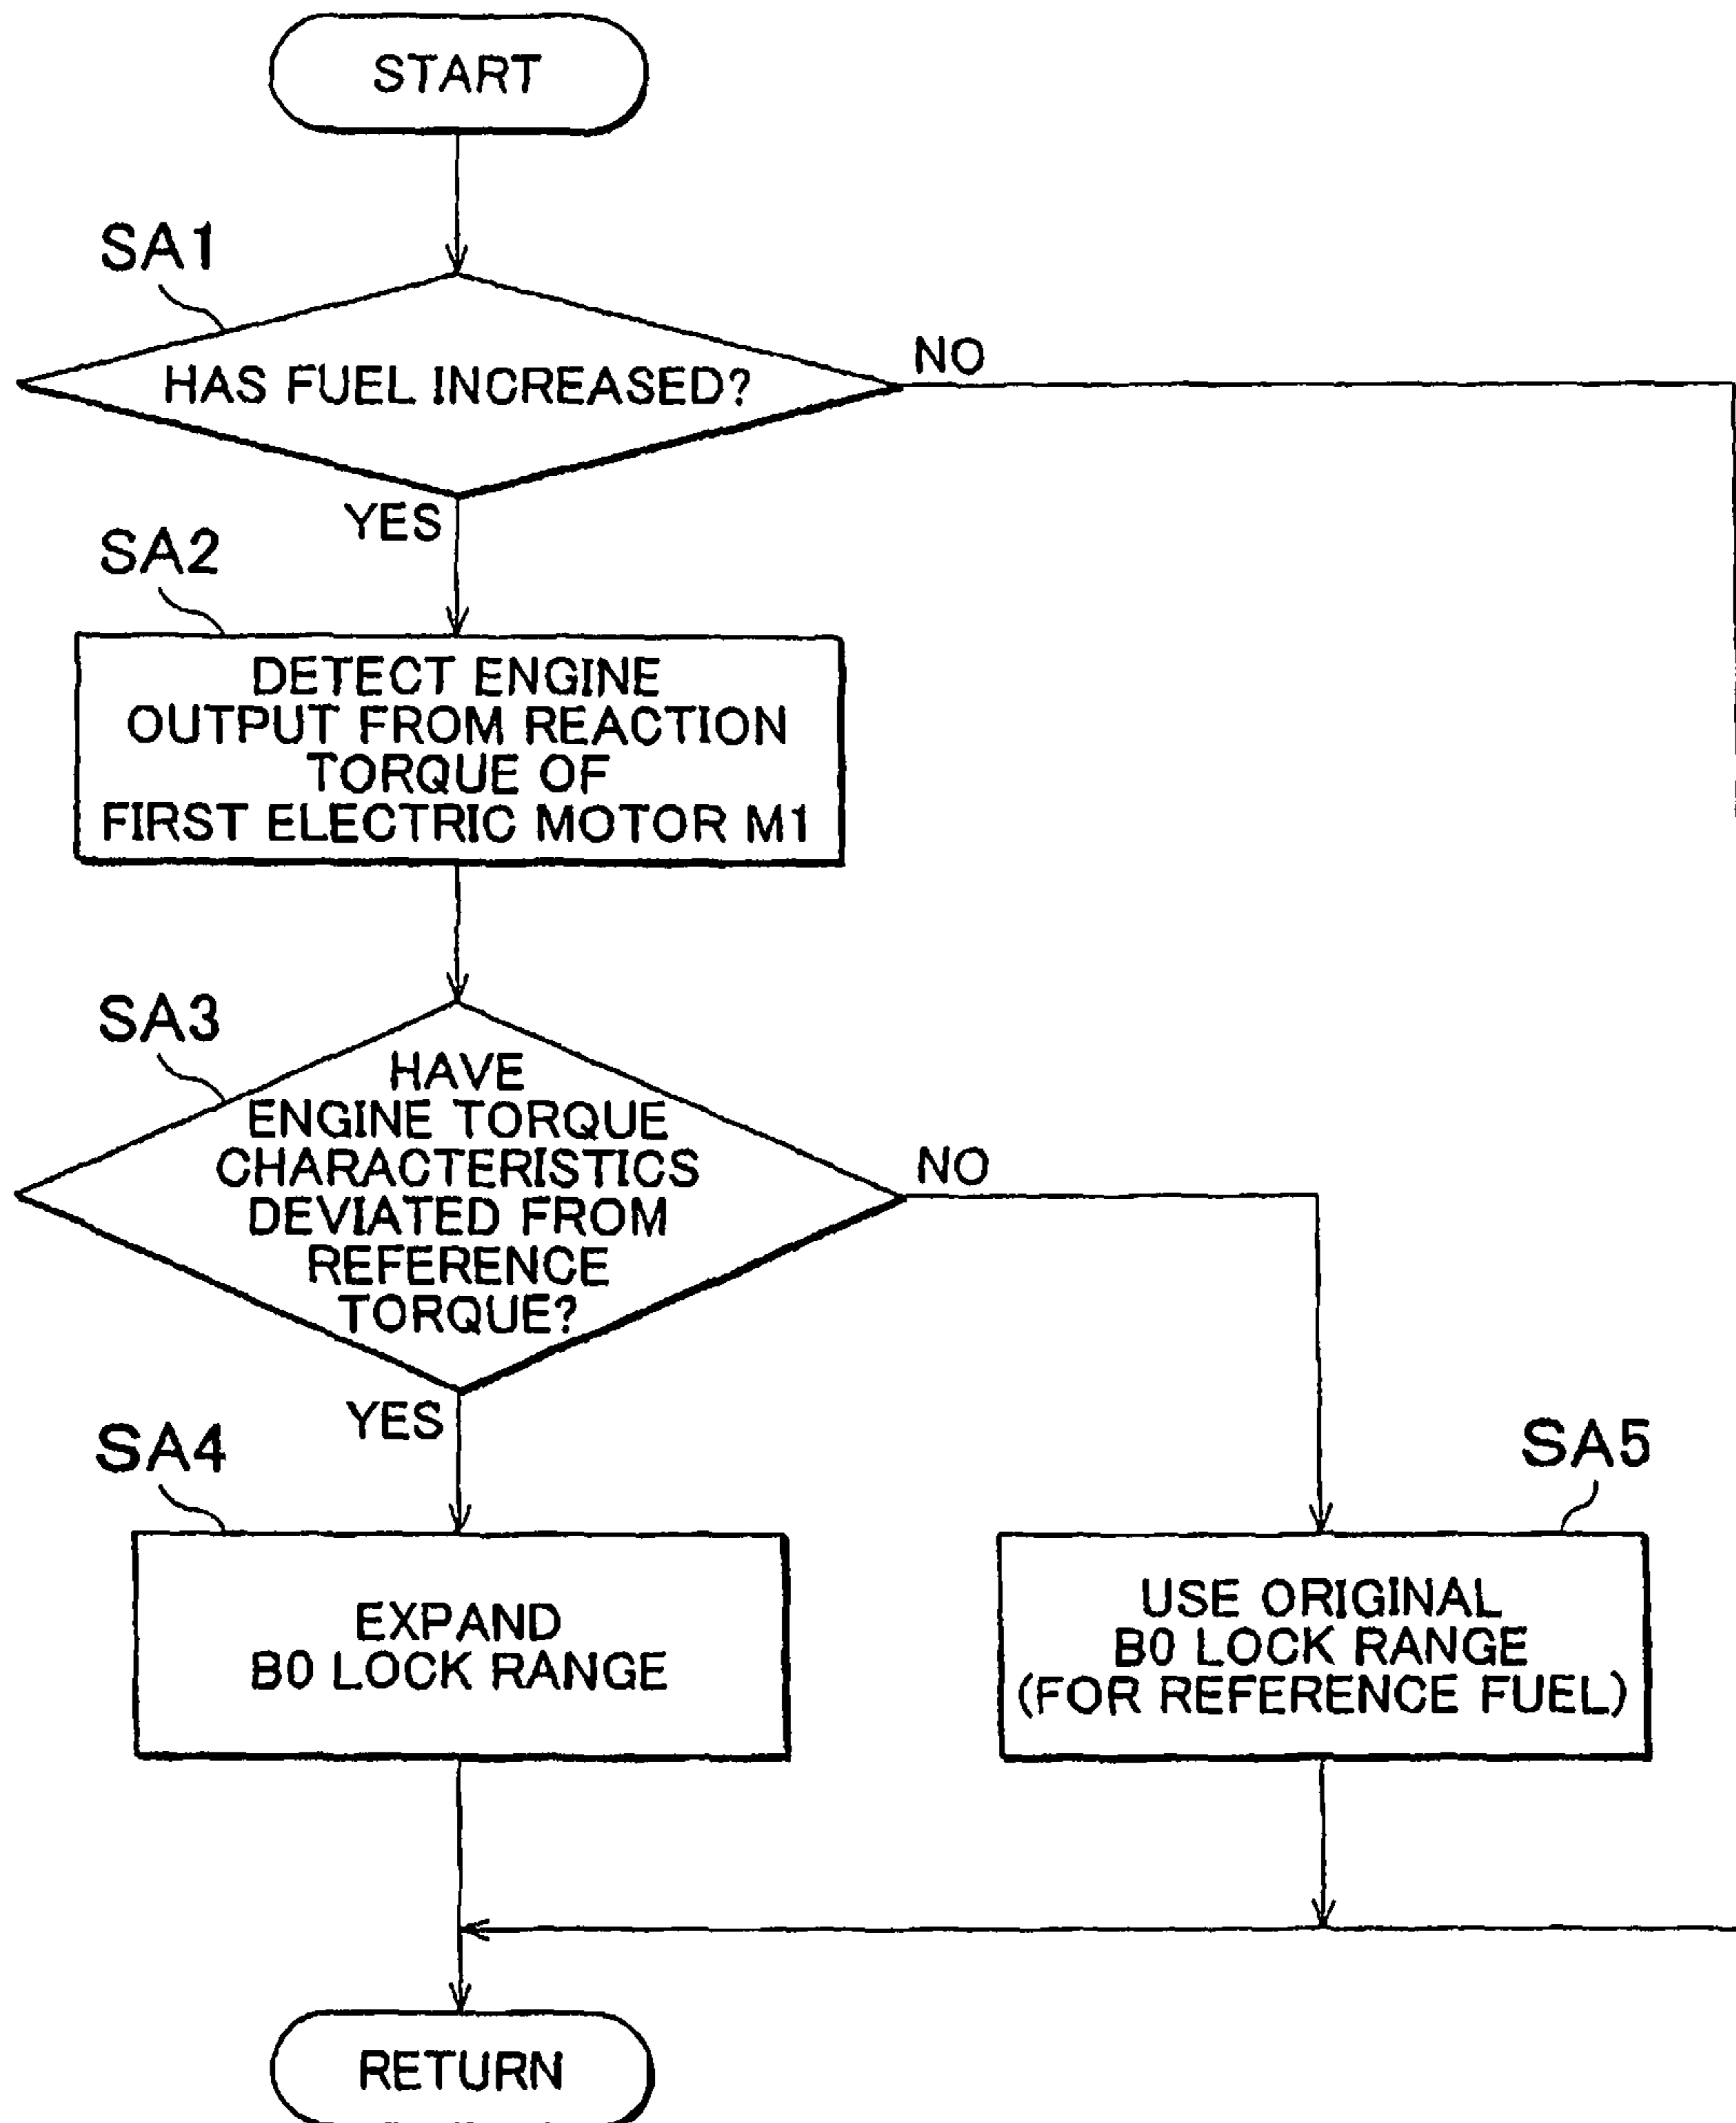 START
SA1
HAS FUEL INCREASED?
NO
YES
SA2
DETECT ENGINE
OUTPUT FROM REACTION
TORQUE OF
FIRST ELECTRIC MOTOR M1
SA3
HAVE
ENGINE TORQUE
CHARACTERISTICS
DEVIATED FROM
REFERENCE
TORQUE?
NO
YES
SA4
EXPAND
B0 LOCK RANGE
SA5
USE ORIGINAL
B0 LOCK RANGE
(FOR REFERENCE FUEL)
RETURN